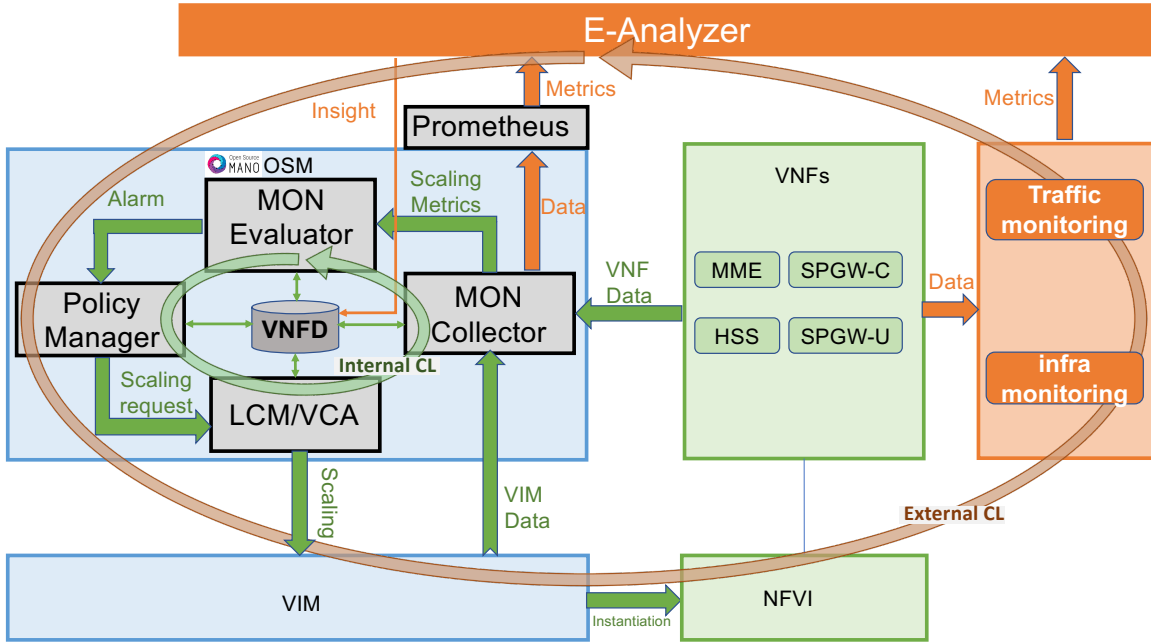 E-Analyzer
Insight
Metrics
Metrics
Prometheus
Open Source
MANO
OSM
VNFs
Alarm
MON
Evaluator
Scaling
Metrics
Data
Traffic
monitoring
MME
SPGW-C
VNF
Data
Data
Policy
Manager
VNFD
MON
Collector
HSS
SPGW-U
Internal CL
infra
monitoring
Scaling
request
LCM/VCA
Scaling
VIM
Data
External CL
VIM
Instantiation
NFVI